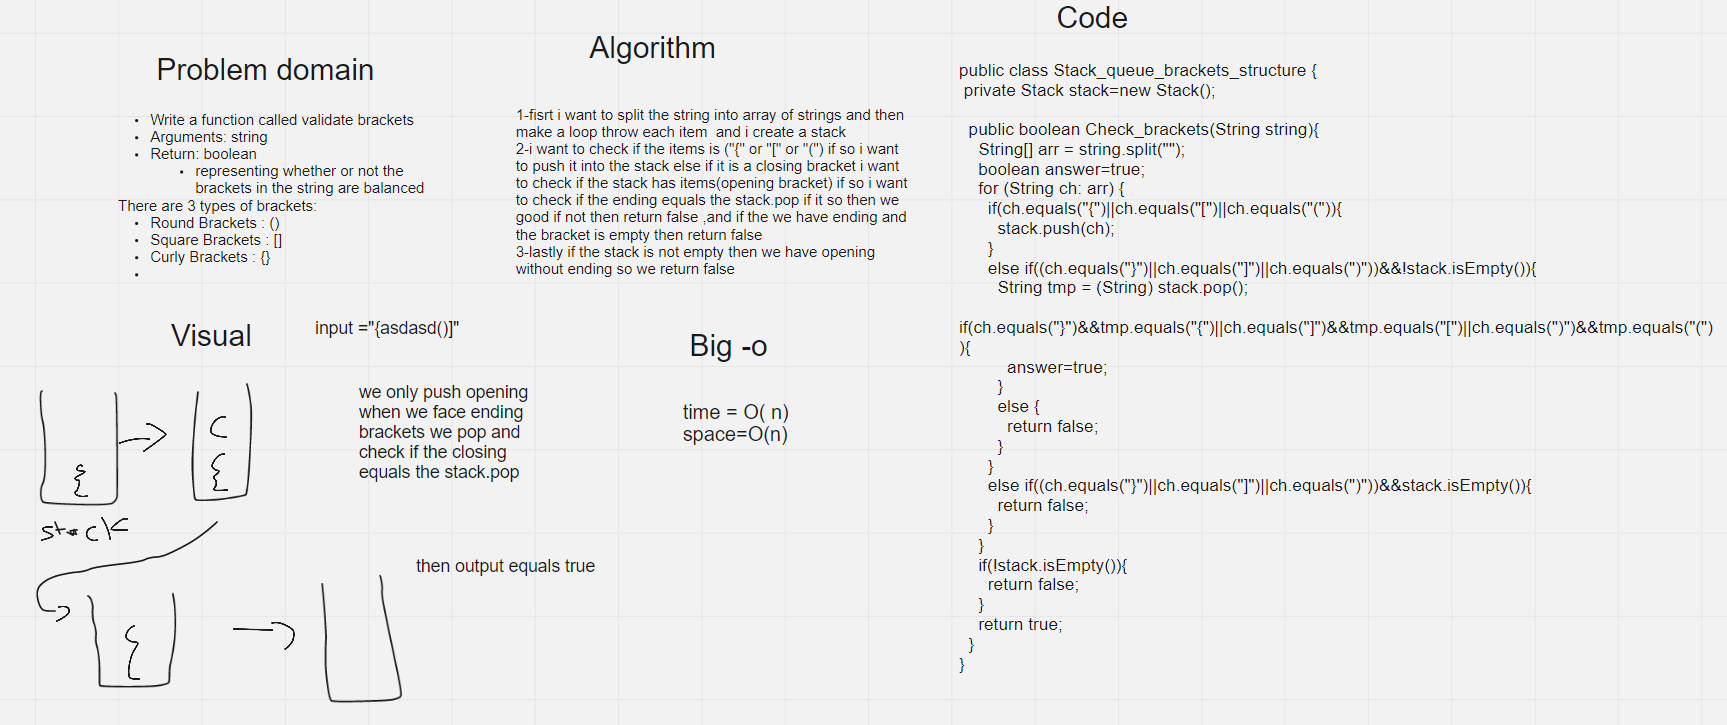 Problem domain
Write a function called validate brackets
Arguments: string
Return: boolean
representing whether or not the
brackets in the string are balanced
There are 3 types of brackets:
Round Brackets : ()
Square Brackets : []
Curly Brackets : {}
Algorithm
1-fisrt i want to split the string into array of strings and then
make a loop throw each item  and i create a stack
2-i want to check if the items is ("{" or "[" or "(") if so i want
to push it into the stack else if it is a closing bracket i want
to check if the stack has items(opening bracket) if so i want
to check if the ending equals the stack.pop if it so then we
good if not then return false ,and if the we have ending and
the bracket is empty then return false
3-lastly if the stack is not empty then we have opening
without ending so we return false
Visual
input ="{asdasd()]"
we only push opening
when we face ending
brackets we pop and
check if the closing
equals the stack.pop
{
(
{
stack
{
then output equals true
Big -o
time = O( n)
space=O(n)
Code
public class Stack_queue_brackets_structure {
private Stack stack=new Stack();
public boolean Check_brackets(String string){
String[] arr = string.split("");
boolean answer=true;
for (String ch: arr) {
if(ch.equals("{")||ch.equals("[")||ch.equals("(")){
stack.push(ch);
}
else if((ch.equals("}")||ch.equals("]")||ch.equals(")"))&&!stack.isEmpty()){
String tmp = (String) stack.pop();
if(ch.equals("}")&&tmp.equals("{")||ch.equals("]")&&tmp.equals("[")||ch.equals(")")&&tmp.equals("(")
){
answer=true;
}
else {
return false;
}
}
else if((ch.equals("}")||ch.equals("]")||ch.equals(")"))&&stack.isEmpty()){
return false;
}
}
if(!stack.isEmpty()){
return false;
}
return true;
}
}